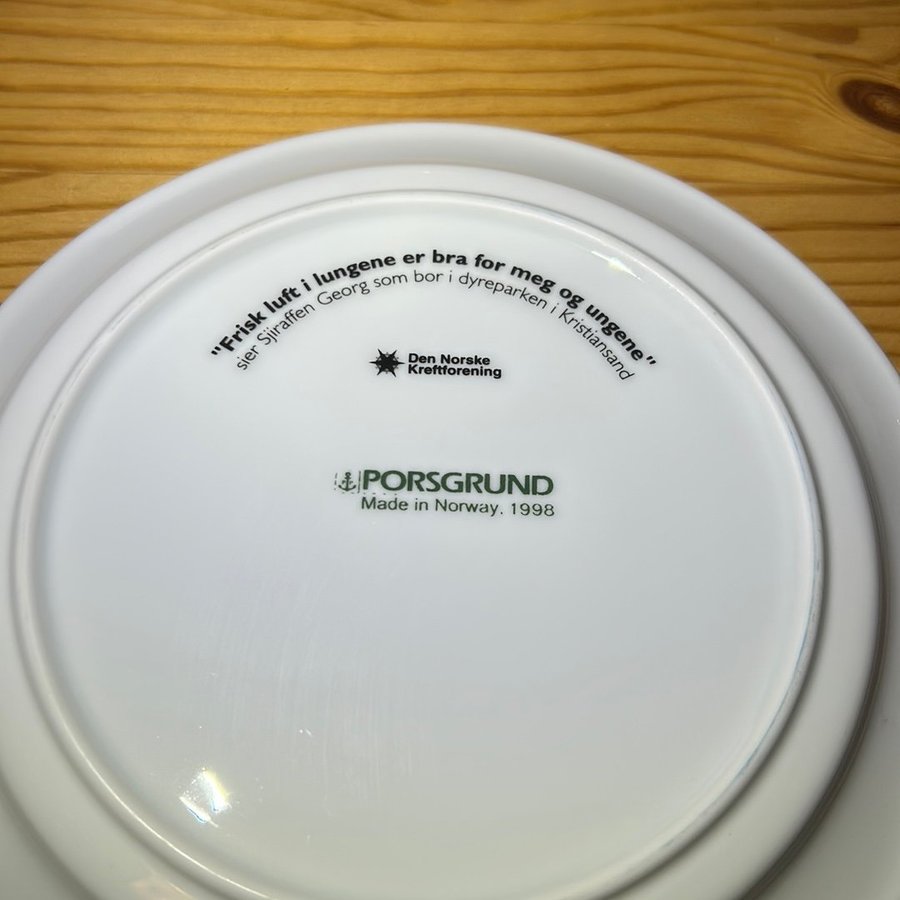 "Frisk luft i lungene er bra for meg og ungene"
sier Sjiraffen Georg som bor i dyreparken i Kristiansand
Den Norske
Kreftforening
PORSGRUND
Made in Norway. 1998